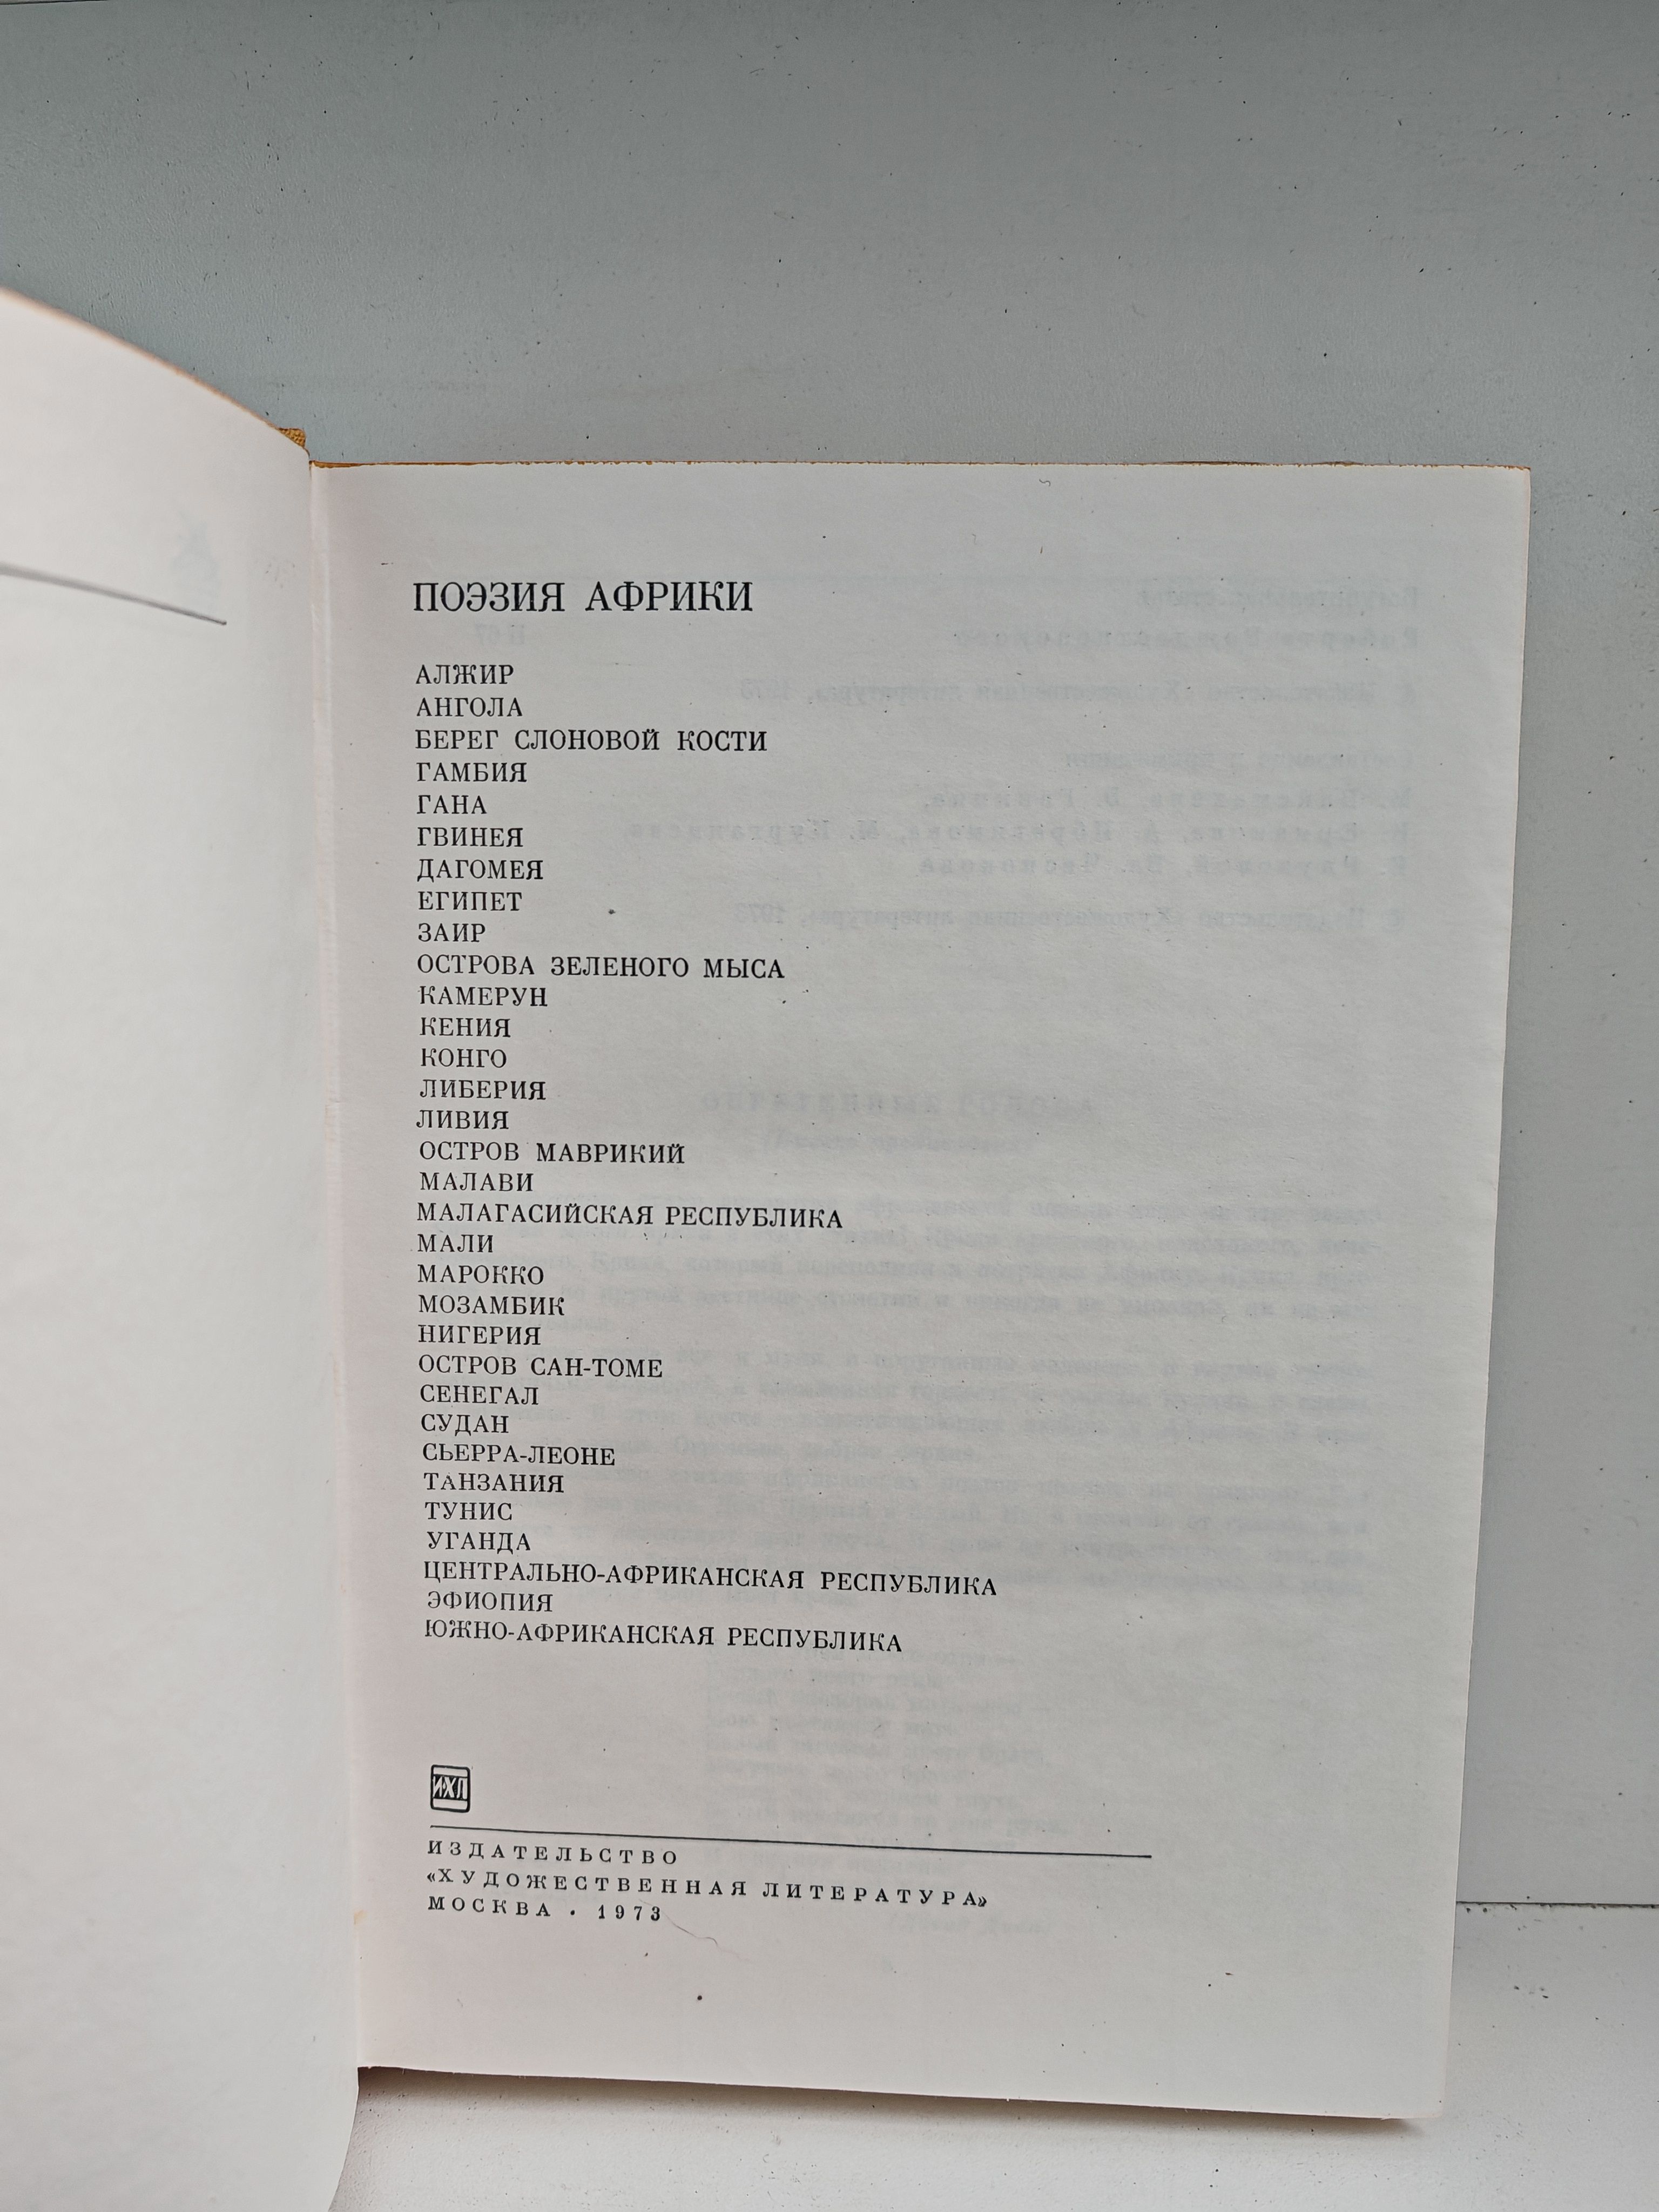 ПОЭЗИЯ АФРИКИ
АЛЖИР
АНГОЛА
БЕРЕГ СЛОНОВОЙ КОСТИ
ГАМБИЯ
ГАНА
ГВИНЕЯ
ДАГОМЕЯ
ЕГИПЕТ
ЗАИР
ОСТРОВА ЗЕЛЕНОГО МЫСА
КАМЕРУН
КЕНИЯ
КОНГО
ЛИБЕРИЯ
ЛИВИЯ
ОСТРОВ МАВРИКИЙ
МАЛАВИ
МАЛАГАСИЙСКАЯ РЕСПУБЛИКА
МАЛИ
МАРОККО
МОЗАМБИК
НИГЕРИЯ
ОСТРОВ САН-ТОМЕ
СЕНЕГАЛ
СУДАН
СЬЕРРА-ЛЕОНЕ
ТАНЗАНИЯ
ТУНИС
УГАНДА
ЦЕНТРАЛЬНО-АФРИКАНСКАЯ РЕСПУБЛИКА
ЭФИОПИЯ
ЮЖНО-АФРИКАНСКАЯ РЕСПУБЛИКА
ИХЛ
ИЗДАТЕЛЬСТВО
«ХУДОЖЕСТВЕННАЯ ЛИТЕРАТУРА»
МОСКВА • 1973